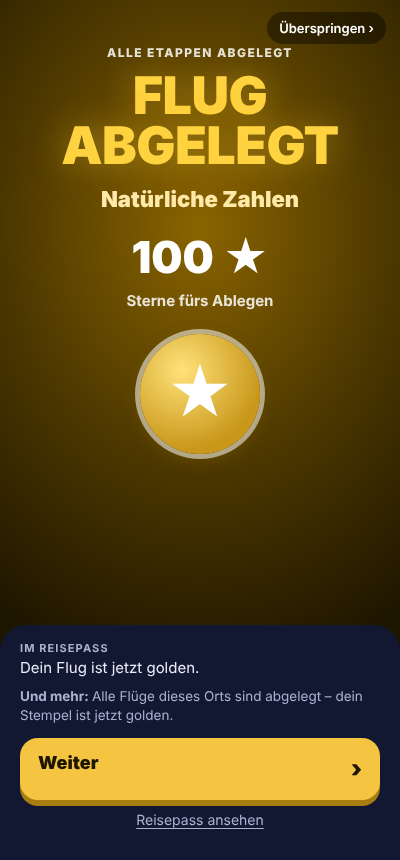 Überspringen ›
ALLE ETAPPEN ABGELEGT
FLUG
ABGELEGT
Natürliche Zahlen
100 ★
Sterne fürs Ablegen
IM REISEPASS
Dein Flug ist jetzt golden.
Und mehr: Alle Flüge dieses Orts sind abgelegt – dein
Stempel ist jetzt golden.
Weiter ›
Reisepass ansehen